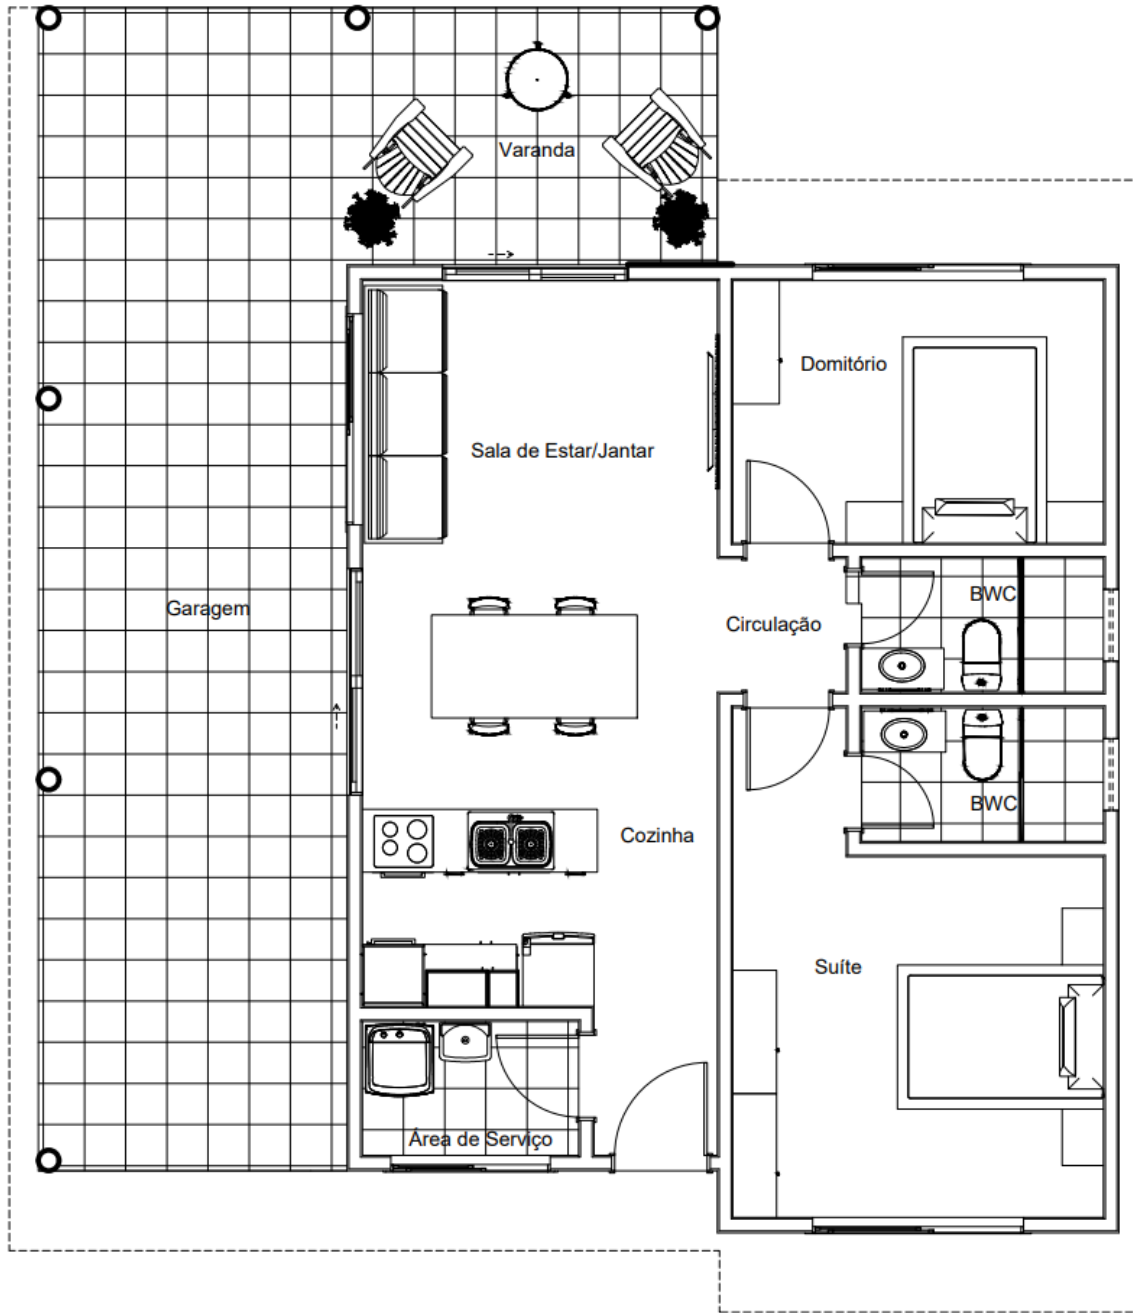 Varanda
Domitório
Sala de Estar/Jantar
Garagem
BWC
Circulação
BWC
Cozinha
Suíte
Área de Serviço